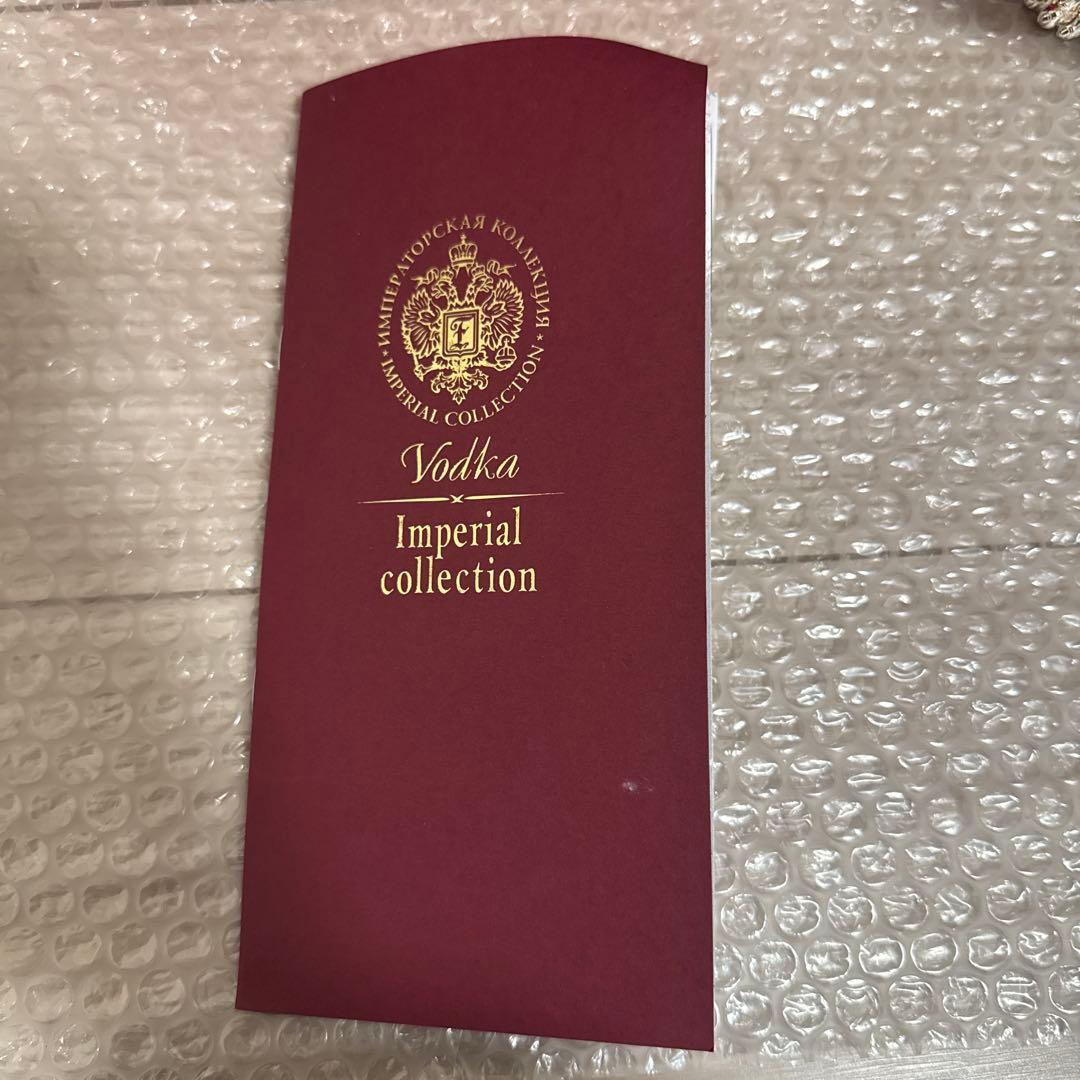 * ИМПЕРАТОРСКАЯ КОЛЛЕКЦИЯ *
IMPERIAL COLLECTION
F
Vodka
Imperial
collection